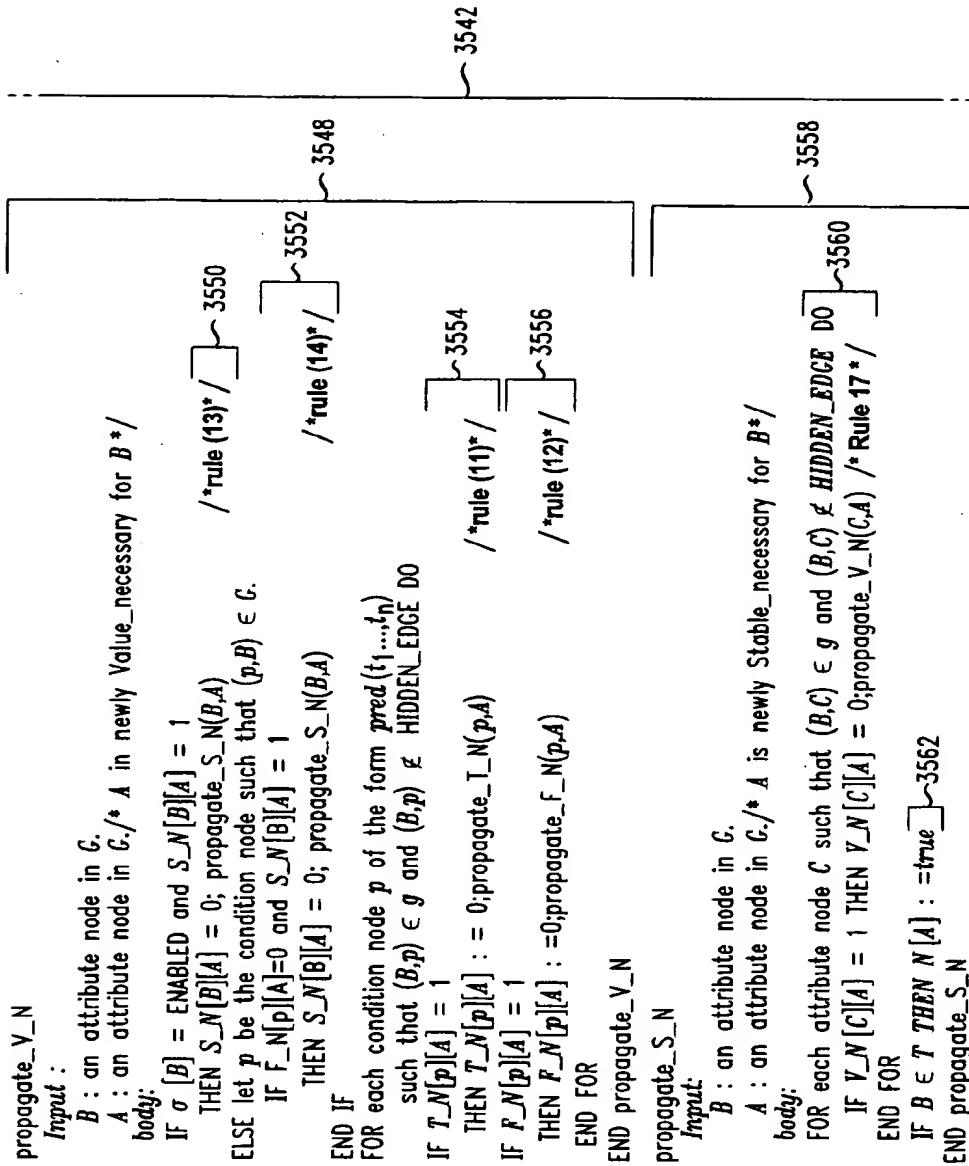 propagate_V_N
Input :
B : an attribute node in G.
A : an attribute node in G./* A in newly Value_necessary for B*/
body:
IF σ [B] = ENABLED and S_N[B][A] = 1
THEN S_N[B][A] = 0; propagate_S_N(B,A) /*rule (13)*/ 3550
ELSE let p be the condition node such that (p,B) ∈ G.
IF F_N[p][A]=0 and S_N[B][A] = 1
THEN S_N[B][A] = 0; propagate_S_N(B,A) /*rule (14)*/ 3552
END IF
FOR each condition node p of the form pred(t1...,tn)
such that (B,p) ∈ g and (B,p) ∉ HIDDEN_EDGE DO
IF T_N[p][A] = 1
THEN T_N[p][A] : = 0;propagate_T_N(p,A) /*rule (11)*/ 3554
IF F_N[p][A] = 1
THEN F_N[p][A] : =0;propagate_F_N(p,A) /*rule (12)*/ 3556
END FOR
END propagate_V_N
3548
3542
propagate_S_N
Input:
B : an attribute node in G.
A : an attribute node in G./* A is newly Stable_necessary for B*/
body:
FOR each attribute node C such that (B,C) ∈ g and (B,C) ∉ HIDDEN_EDGE DO
IF V_N[C][A] = 1 THEN V_N[C][A] = 0;propagate_V_N(C,A) /* Rule 17 */ 3560
END FOR
IF B ∈ T THEN N[A] : =true 3562
END propagate_S_N
3558